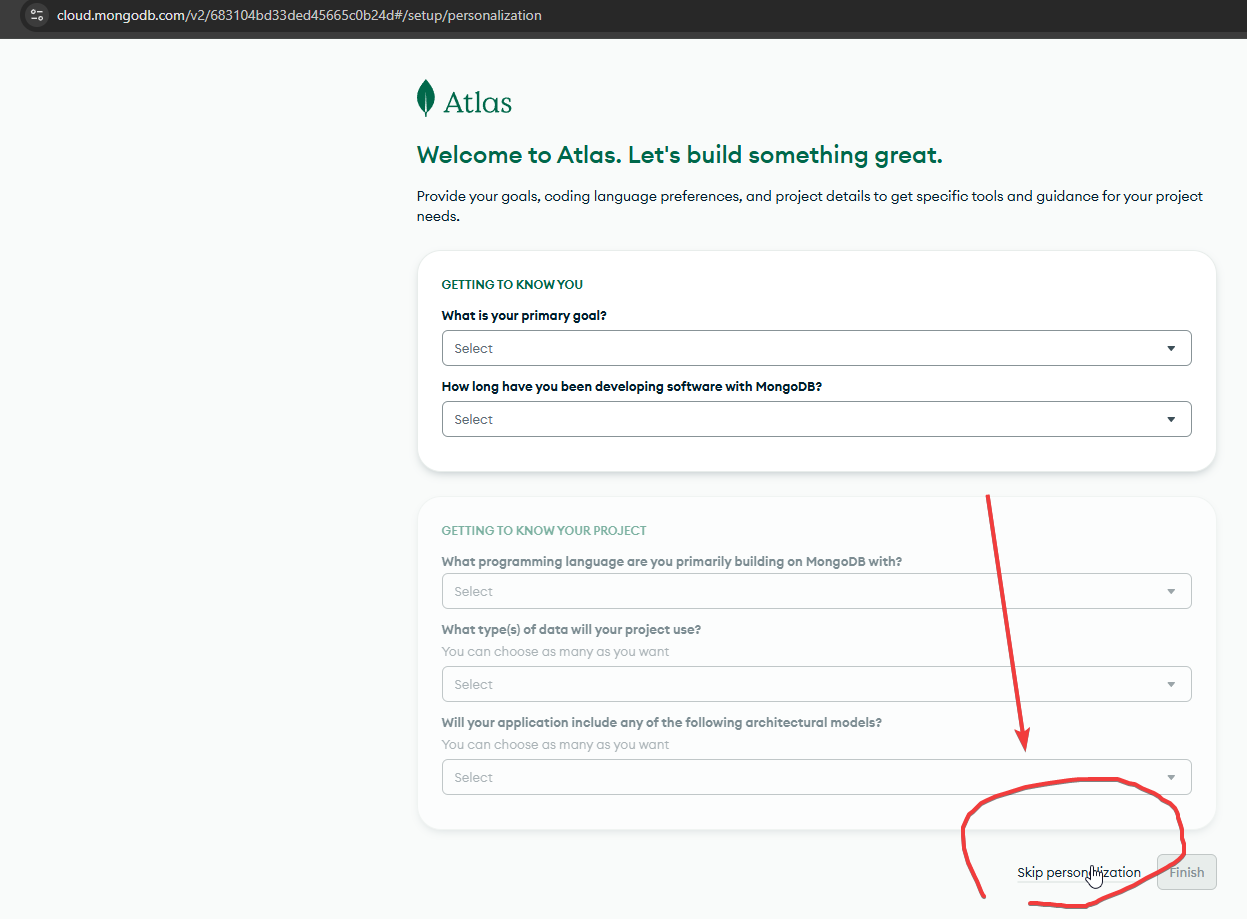 cloud.mongodb.com/v2/683104bd33ded45665c0b24d#/setup/personalization
Atlas
Welcome to Atlas. Let's build something great.
Provide your goals, coding language preferences, and project details to get specific tools and guidance for your project
needs.
GETTING TO KNOW YOU
What is your primary goal?
Select
How long have you been developing software with MongoDB?
Select
GETTING TO KNOW YOUR PROJECT
What programming language are you primarily building on MongoDB with?
Select
What type(s) of data will your project use?
You can choose as many as you want
Select
Will your application include any of the following architectural models?
You can choose as many as you want
Select
Skip personalization Finish